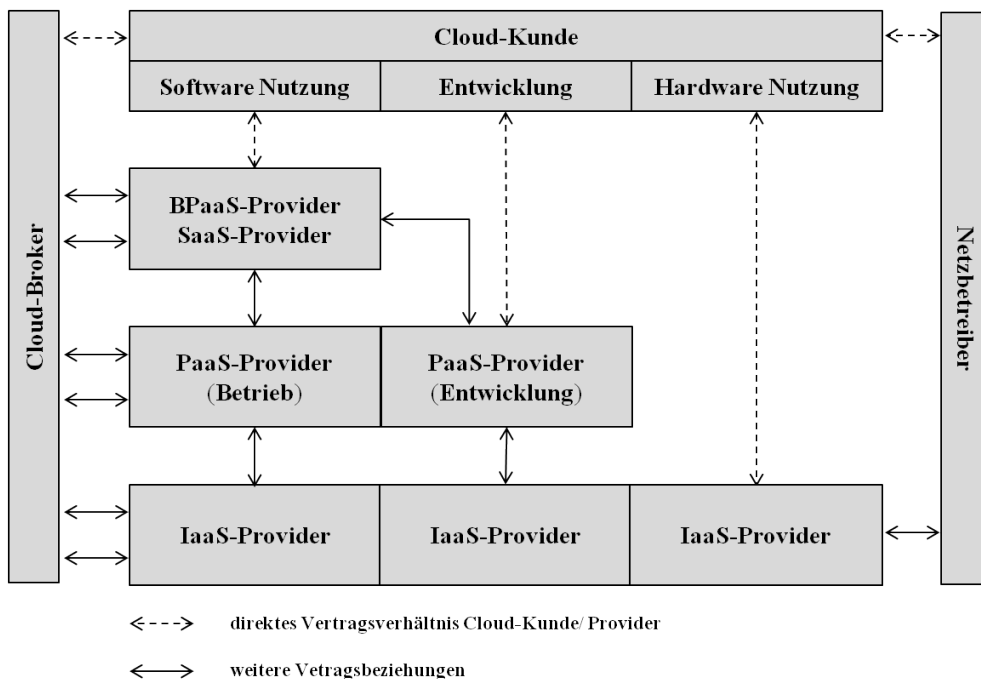 Cloud-Broker
Cloud-Kunde
Software Nutzung
Entwicklung
Hardware Nutzung
BPaaS-Provider
SaaS-Provider
PaaS-Provider
(Betrieb)
PaaS-Provider
(Entwicklung)
IaaS-Provider
IaaS-Provider
IaaS-Provider
Netzbetreiber
direktes Vertragsverhältnis Cloud-Kunde/ Provider
weitere Vetragsbeziehungen